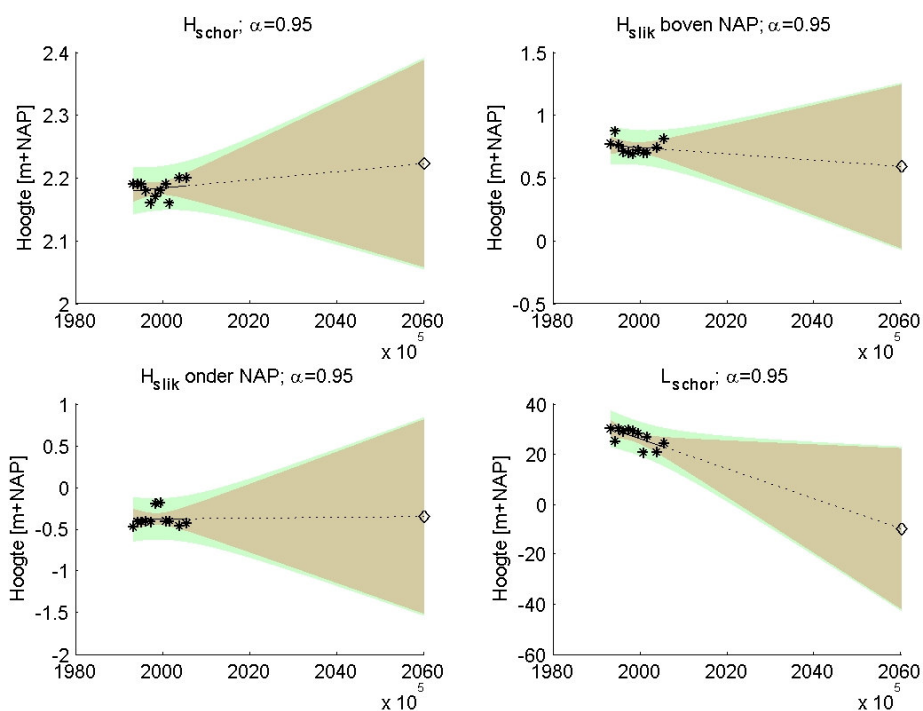 H_schor; α=0.95
Hoogte [m+NAP]
2.4
2.3
2.2
2.1
2
1980 2000 2020 2040 2060
x 10^5
H_slik boven NAP; α=0.95
Hoogte [m+NAP]
1.5
1
0.5
0
-0.5
1980 2000 2020 2040 2060
x 10^5
H_slik onder NAP; α=0.95
Hoogte [m+NAP]
1
0.5
0
-0.5
-1
-1.5
-2
1980 2000 2020 2040 2060
x 10^5
L_schor; α=0.95
Hoogte [m+NAP]
40
20
0
-20
-40
-60
1980 2000 2020 2040 2060
x 10^5